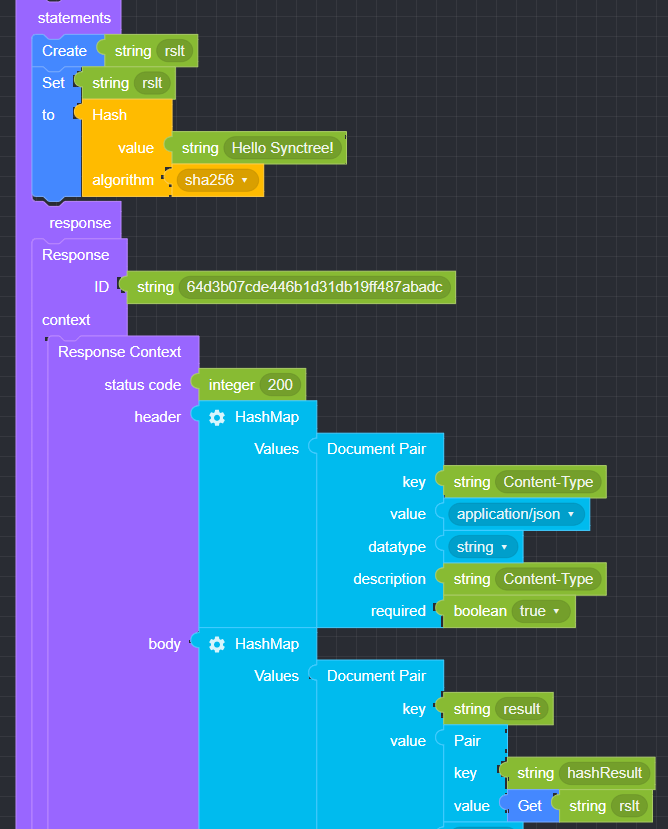 statements
Create string rslt
Set string rslt
to Hash
value string Hello Synctree!
algorithm sha256
response
Response
ID string 64d3b07cde446b1d31db19ff487abadc
context
Response Context
status code integer 200
header HashMap
Values Document Pair
key string Content-Type
value application/json
datatype string
description string Content-Type
required boolean true
body HashMap
Values Document Pair
key string result
value Pair
key string hashResult
value Get string rslt